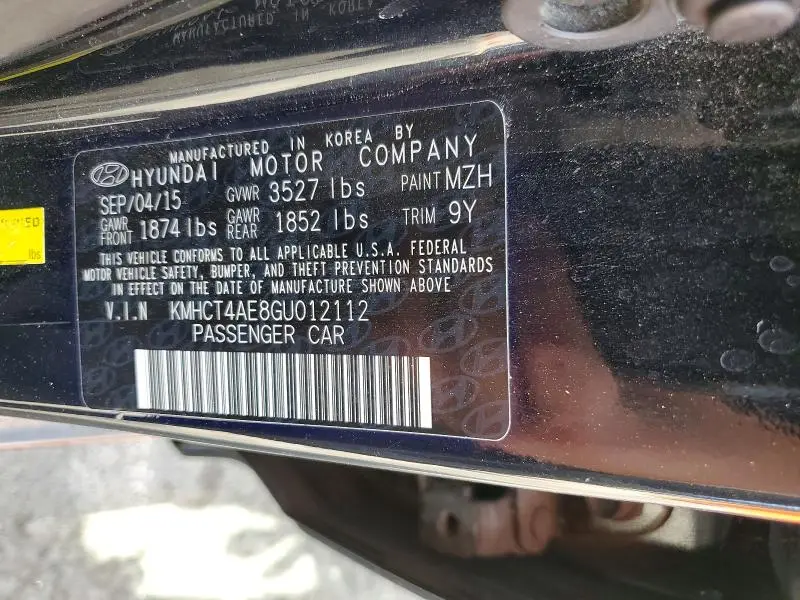 MANUFACTURED IN KOREA BY
HYUNDAI MOTOR COMPANY
SEP/04/15 GVWR 3527 lbs PAINT MZH
GAWR FRONT 1874 lbs GAWR REAR 1852 lbs TRIM 9Y
THIS VEHICLE CONFORMS TO ALL APPLICABLE U.S.A. FEDERAL
MOTOR VEHICLE SAFETY, BUMPER, AND THEFT PREVENTION STANDARDS
IN EFFECT ON THE DATE OF MANUFACTURE SHOWN ABOVE
V.I.N KMHCT4AE8GU012112
PASSENGER CAR
lbs